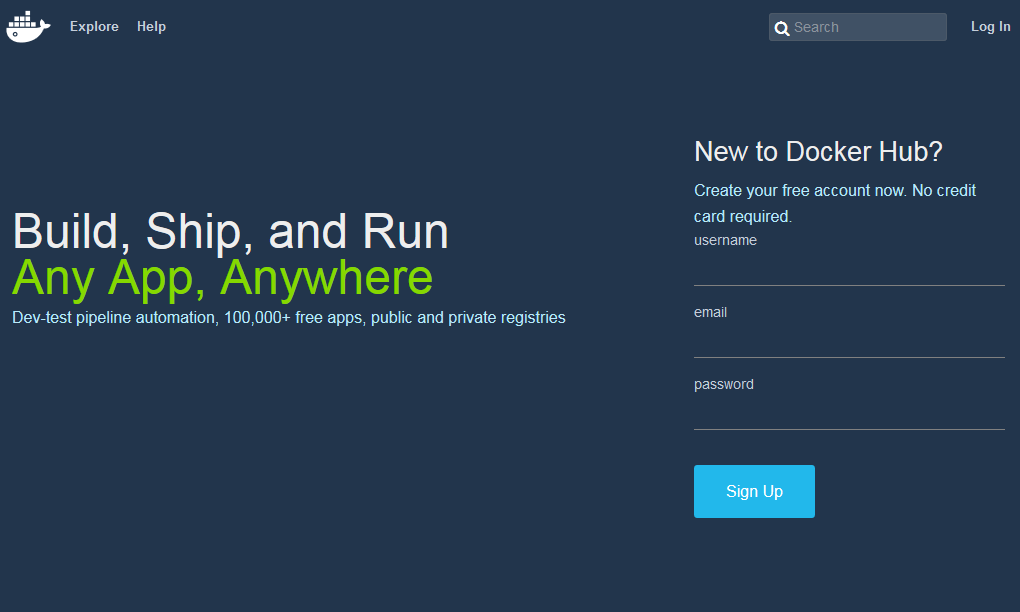 Explore Help Search Log In
New to Docker Hub?
Create your free account now. No credit
card required.
username
email
password
Sign Up
Build, Ship, and Run
Any App, Anywhere
Dev-test pipeline automation, 100,000+ free apps, public and private registries